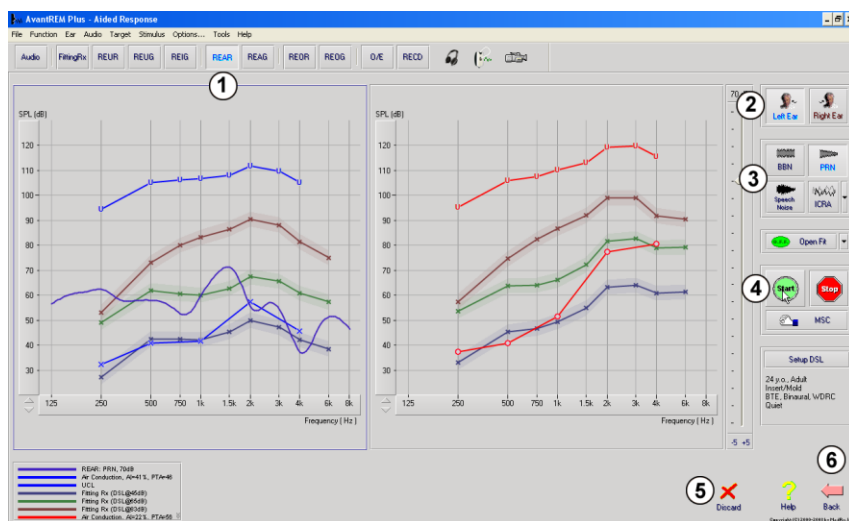 AvantREM Plus - Aided Response
File Function Ear Audio Target Stimulus Options... Tools Help
Audio FittingRx REUR REUG REIG REAR REAG REOR REOG O/E RECD
1
SPL (dB)
120
110
100
90
80
70
60
50
40
30
125 250 500 750 1k 1.5k 2k 3k 4k 6k 8k
Frequency ( Hz )
SPL (dB)
120
110
100
90
80
70
60
50
40
30
125 250 500 750 1k 1.5k 2k 3k 4k 6k 8k
Frequency ( Hz )
70
-5 +5
2
Left Ear Right Ear
3
BBN PRN
Speech Noise ICRA
Open Fit
4
Start Stop
MSC
Setup DSL
24 y.o., Adult
Insert/Mold
BTE, Binaural, WDRC
Quiet
REAR: PRN, 70dB
Air Conduction, AI=41%, PTA=46
UCL
Fitting Rx (DSL@45dB)
Fitting Rx (DSL@65dB)
Fitting Rx (DSL@83dB)
Air Conduction, AI=22%, PTA=55
5
Discard
Help
6
Back